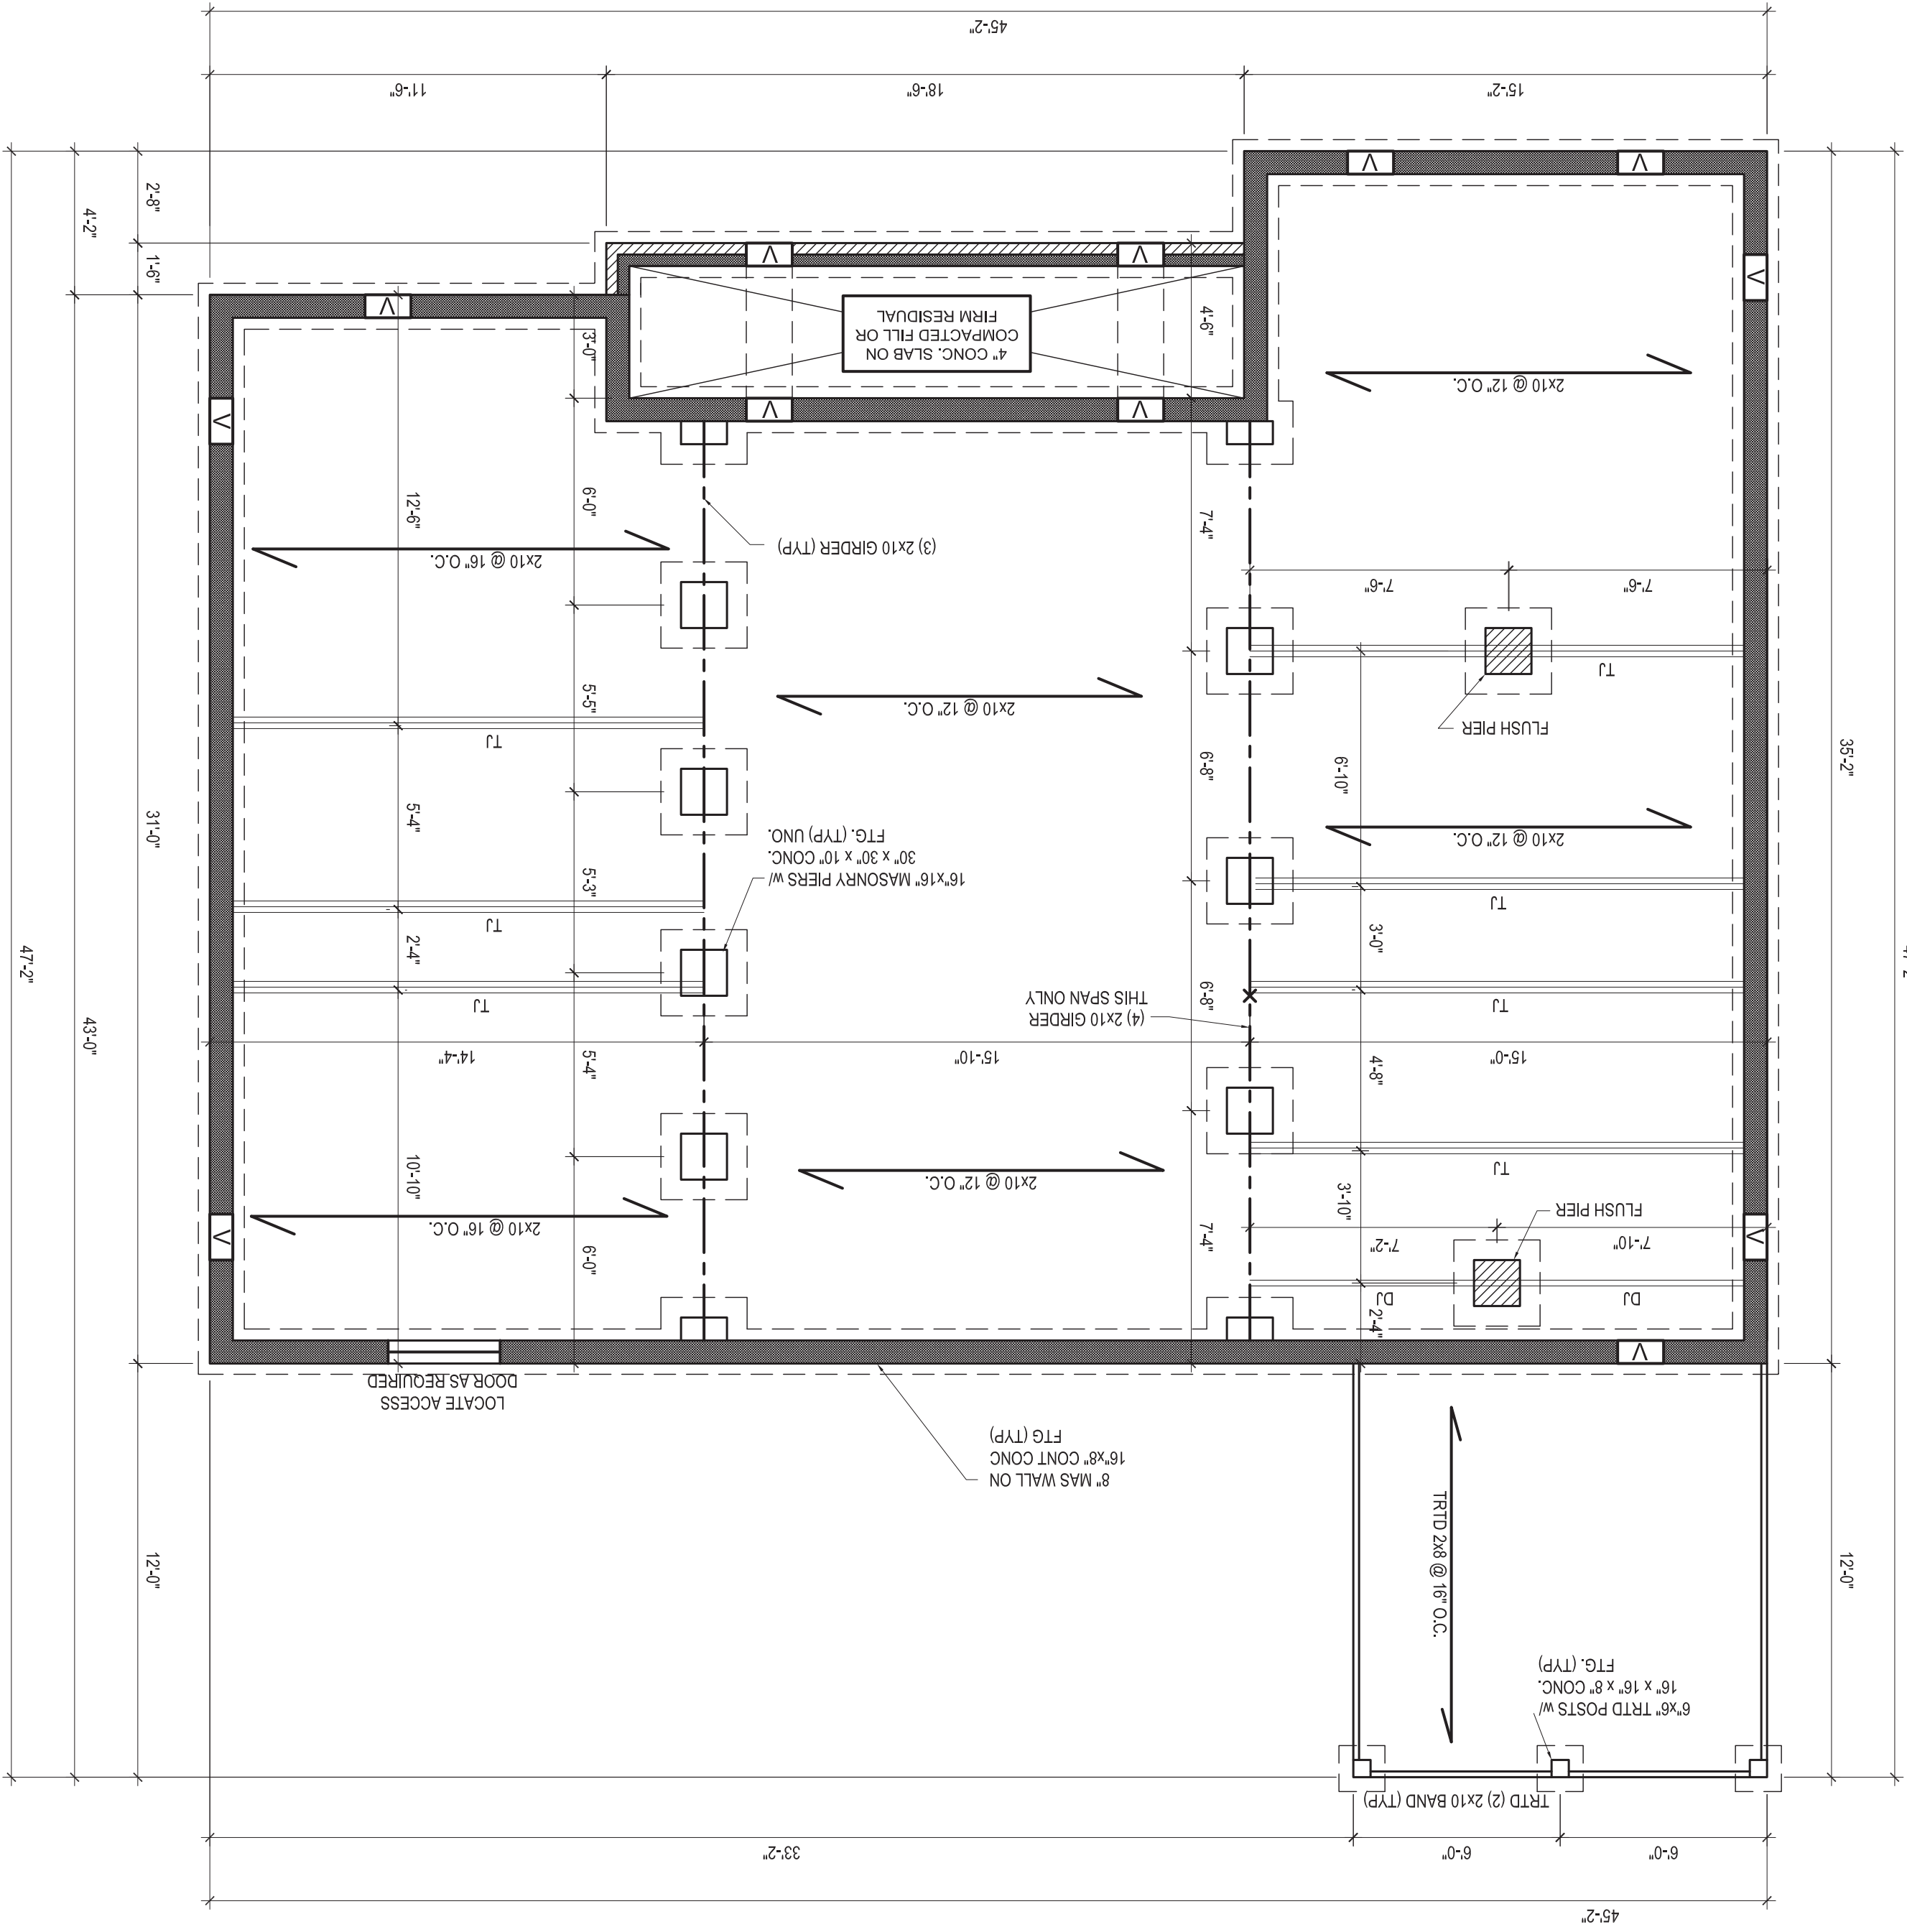 45'-2"
6'-0"
6'-0"
33'-2"
TRTD (2) 2x10 BAND (TYP)
6"x6" TRTD POSTS W/
16" x 16" x 8" CONC.
FTG. (TYP)
TRTD 2x8 @ 16" O.C.
12'-0"
12'-0"
8" MAS WALL ON
16"x8" CONT CONC
FTG (TYP)
LOCATE ACCESS
DOOR AS REQUIRED
V
2'-4"
DJ
DJ
7'-10"
7'-2"
FLUSH PIER
3'-10"
V
7'-4"
6'-0"
V
2x10 @ 16" O.C.
2x10 @ 12" O.C.
10'-10"
TJ
4'-8"
5'-4"
15'-0"
15'-10"
14'-4"
43'-0"
(4) 2x10 GIRDER
THIS SPAN ONLY
6'-8"
TJ
TJ
3'-0"
2'-4"
47'-2"
TJ
TJ
16"x16" MASONRY PIERS W/
30" x 30" x 10" CONC.
FTG. (TYP) UNO.
5'-3"
2x10 @ 12" O.C.
5'-4"
31'-0"
6'-10"
6'-8"
35'-2"
TJ
FLUSH PIER
2x10 @ 12" O.C.
5'-5"
TJ
7'-6"
7'-6"
2x10 @ 16" O.C.
(3) 2x10 GIRDER (TYP)
7'-4"
6'-0"
12'-6"
V
V
V
2x10 @ 12" O.C.
4" CONC. SLAB ON
COMPACTED FILL OR
FIRM RESIDUAL
4'-6"
3'-0"
V
V
V
V
1'-6"
4'-2"
2'-8"
V
V
15'-2"
18'-6"
11'-6"
45'-2"